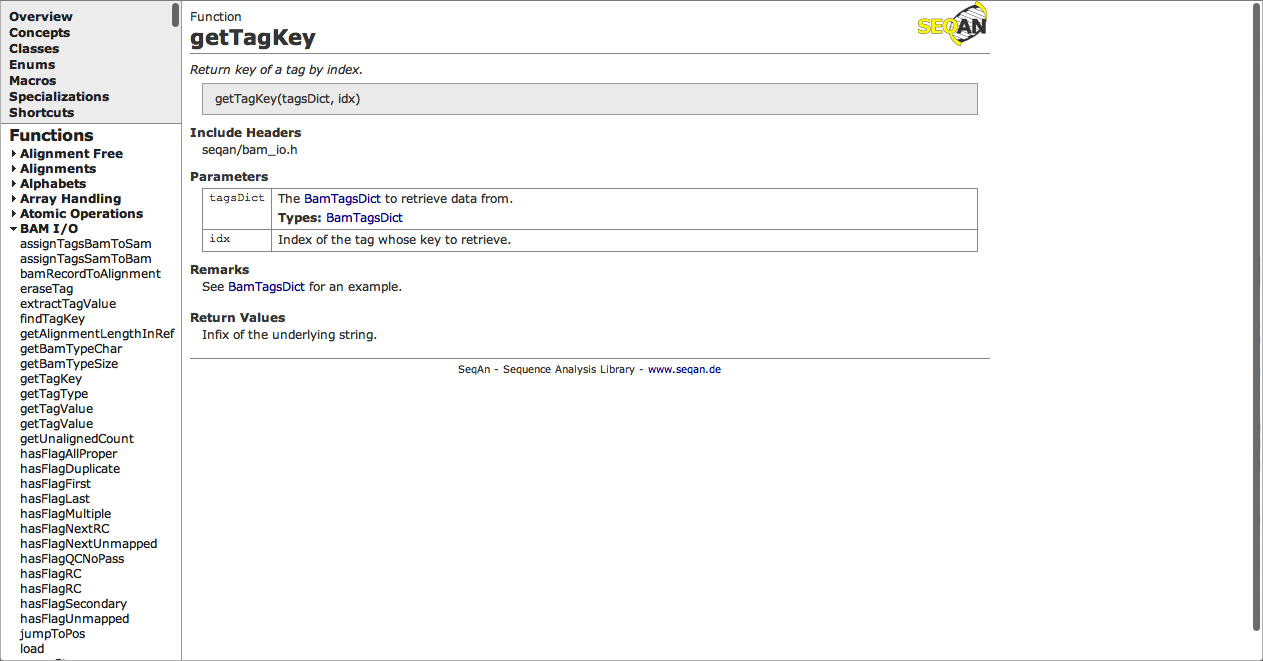 Overview
Concepts
Classes
Enums
Macros
Specializations
Shortcuts
Functions
Alignment Free
Alignments
Alphabets
Array Handling
Atomic Operations
BAM I/O
assignTagsBamToSam
assignTagsSamToBam
bamRecordToAlignment
eraseTag
extractTagValue
findTagKey
getAlignmentLengthInRef
getBamTypeChar
getBamTypeSize
getTagKey
getTagType
getTagValue
getTagValue
getUnalignedCount
hasFlagAllProper
hasFlagDuplicate
hasFlagFirst
hasFlagLast
hasFlagMultiple
hasFlagNextRC
hasFlagNextUnmapped
hasFlagQCNoPass
hasFlagRC
hasFlagRC
hasFlagSecondary
hasFlagUnmapped
jumpToPos
load
Function
SEQAN
getTagKey
Return key of a tag by index.
getTagKey(tagsDict, idx)
Include Headers
seqan/bam_io.h
Parameters
tagsDict The BamTagsDict to retrieve data from.
Types: BamTagsDict
idx Index of the tag whose key to retrieve.
Remarks
See BamTagsDict for an example.
Return Values
Infix of the underlying string.
SeqAn - Sequence Analysis Library - www.seqan.de